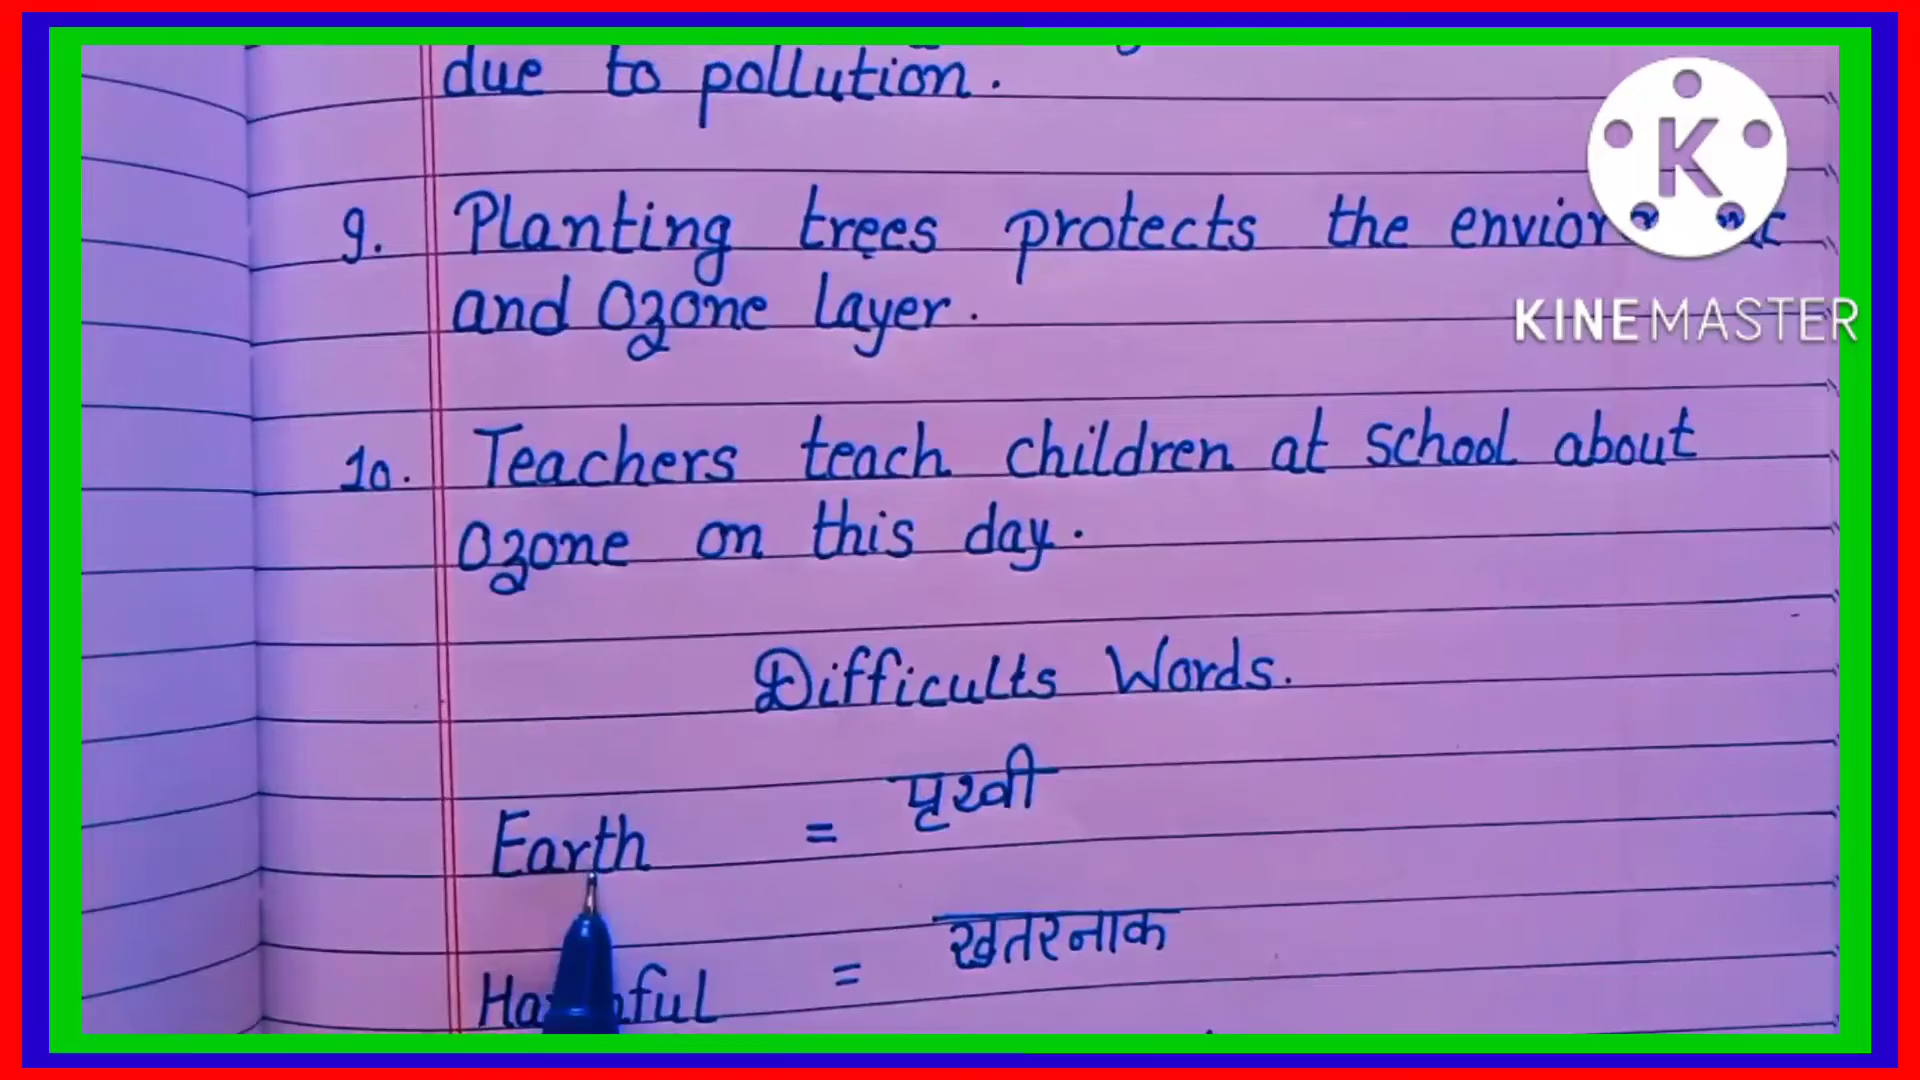 due to pollution.
9. Planting trees protects the
and Ozone layer.
10. Teachers teach children at school about
Ozone on this day.
Difficults Words.
Earth = पृथ्वी
= खतरनाक
K
KINEMASTER